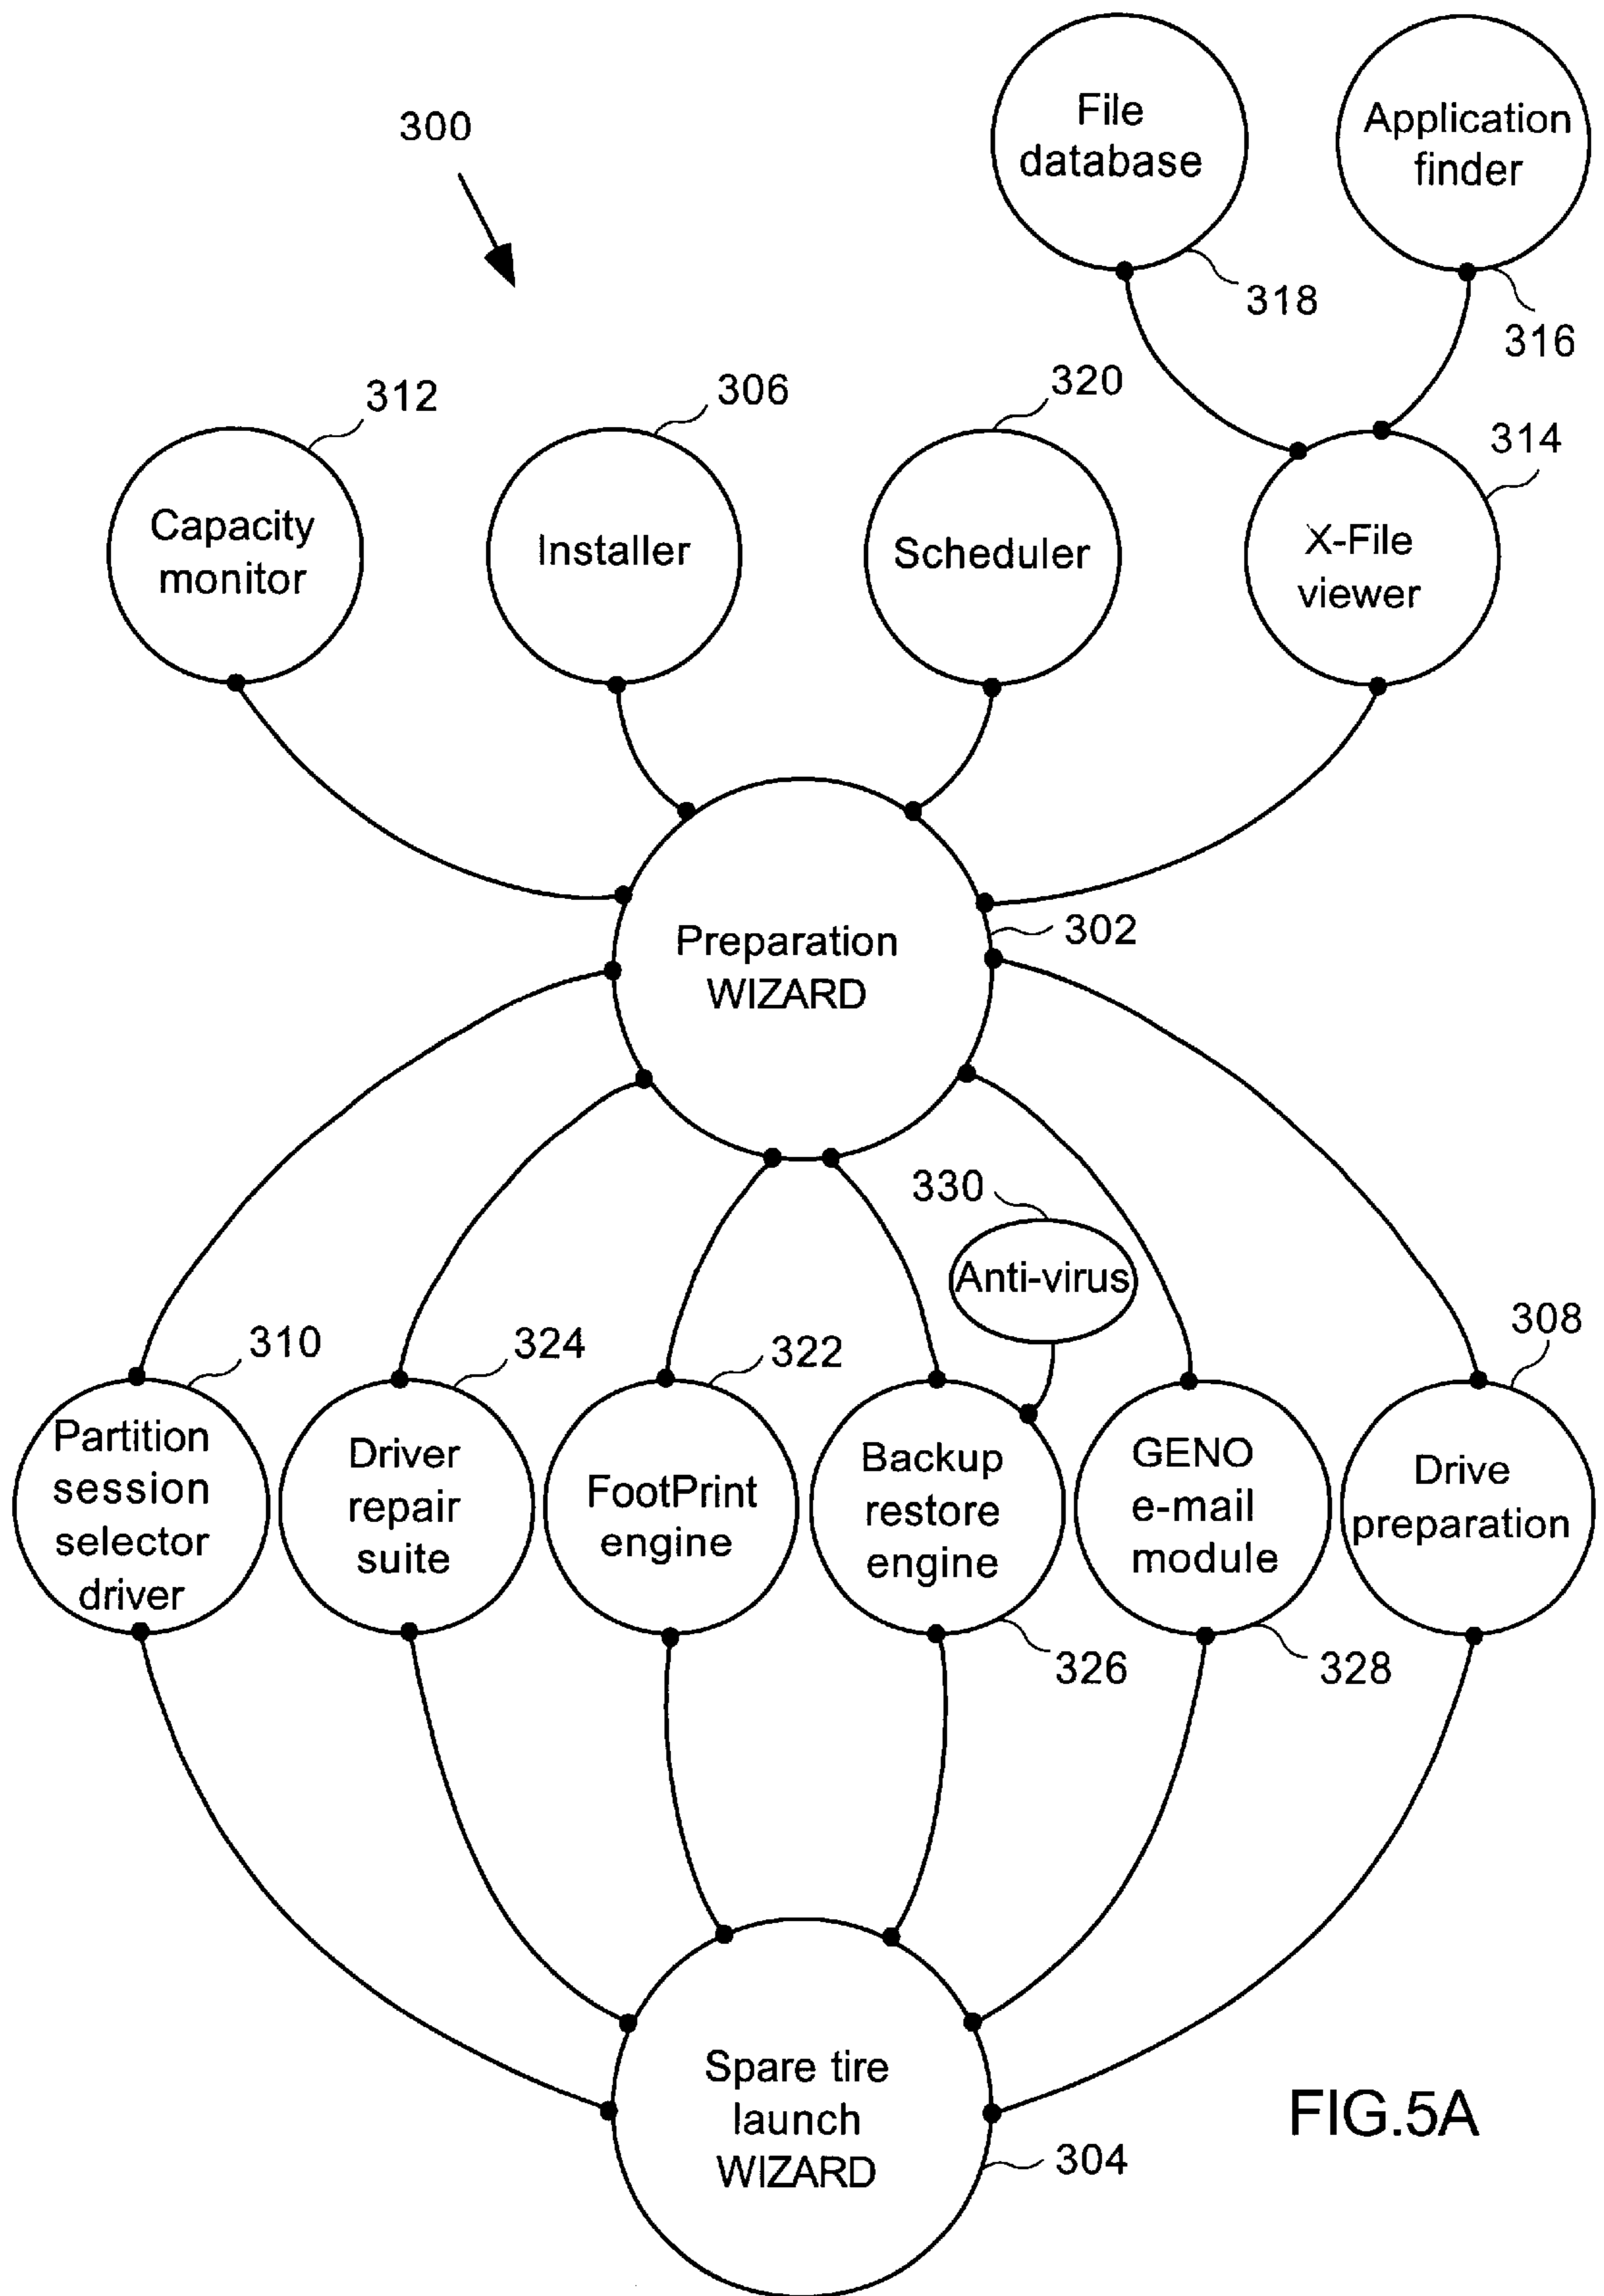 300
File
database
Application
finder
318
316
312
306
320
314
Capacity
monitor
Installer
Scheduler
X-File
viewer
302
Preparation
WIZARD
330
Anti-virus
310
324
322
308
Partition
session
selector
driver
Driver
repair
suite
FootPrint
engine
Backup
restore
engine
GENO
e-mail
module
Drive
preparation
326
328
Spare tire
launch
WIZARD
304
FIG.5A